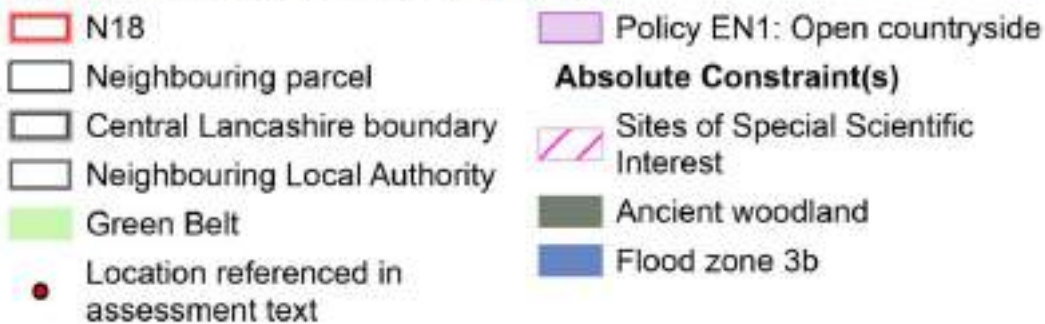 N18
Neighbouring parcel
Central Lancashire boundary
Neighbouring Local Authority
Green Belt
Location referenced in
assessment text
Policy EN1: Open countryside
Absolute Constraint(s)
Sites of Special Scientific
Interest
Ancient woodland
Flood zone 3b